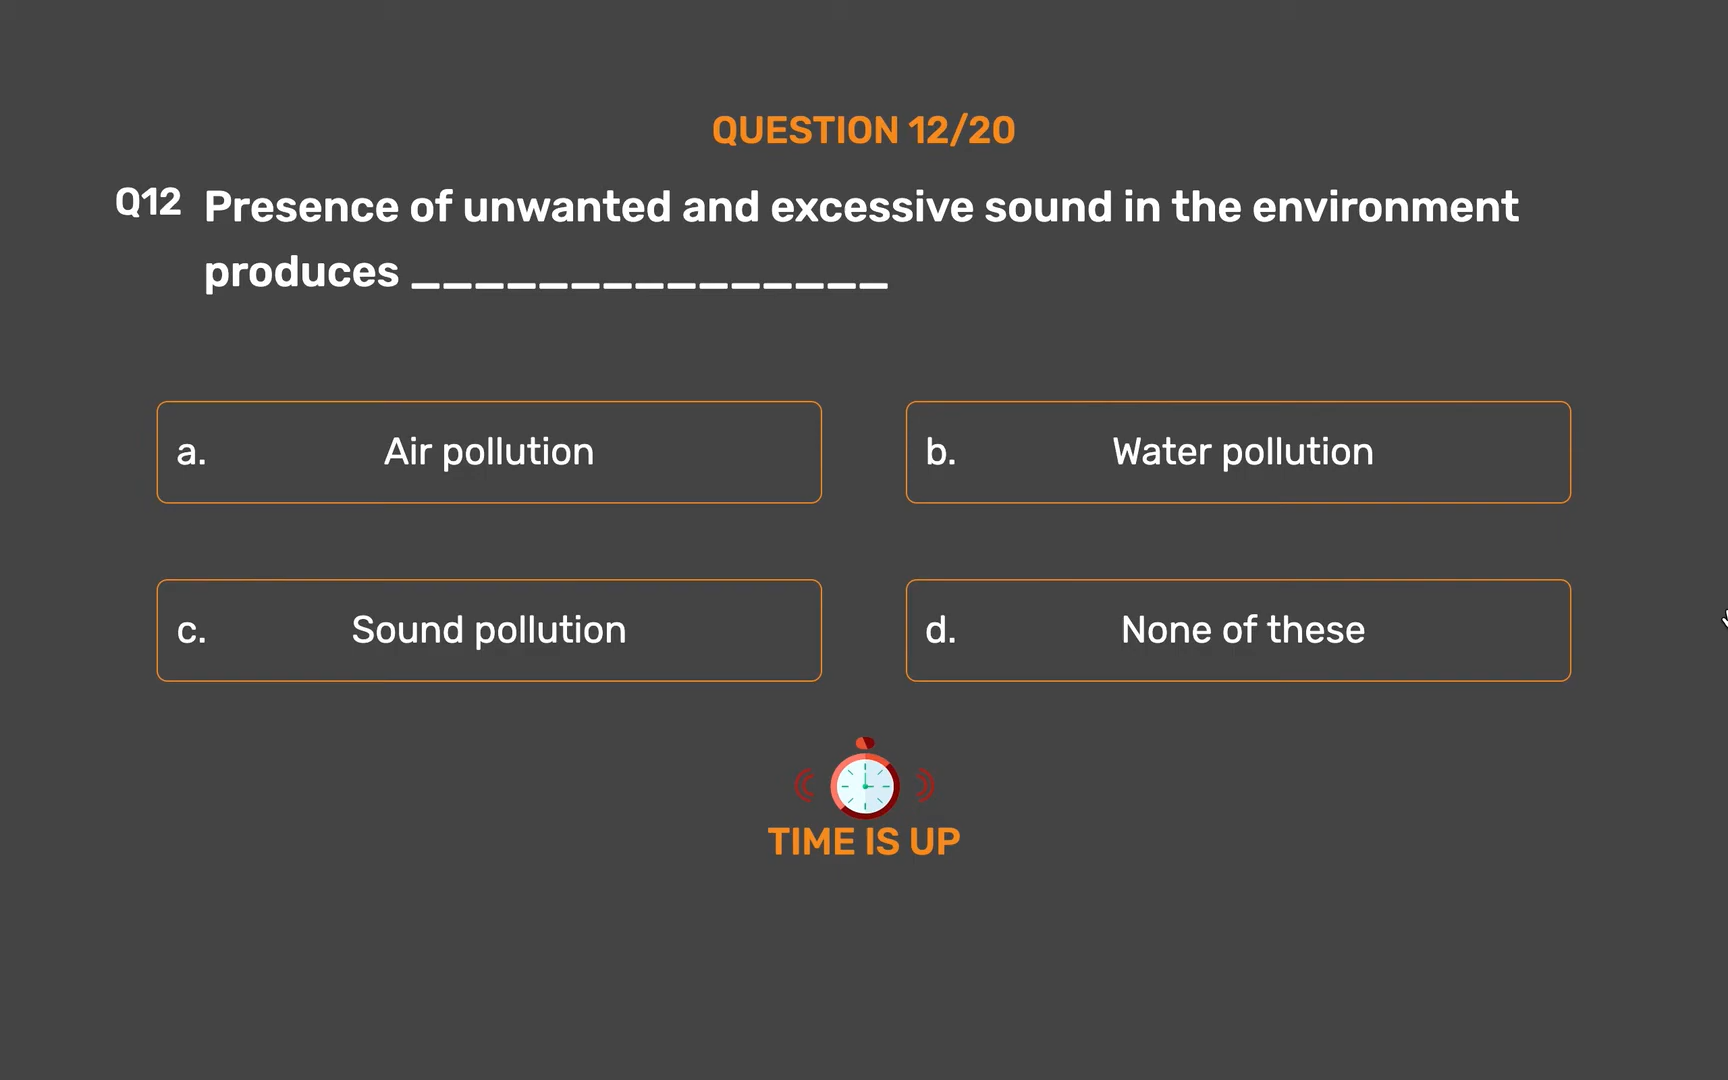 QUESTION 12/20
Q12 Presence of unwanted and excessive sound in the environment
produces _______________
a. Air pollution
b. Water pollution
c. Sound pollution
d. None of these
TIME IS UP